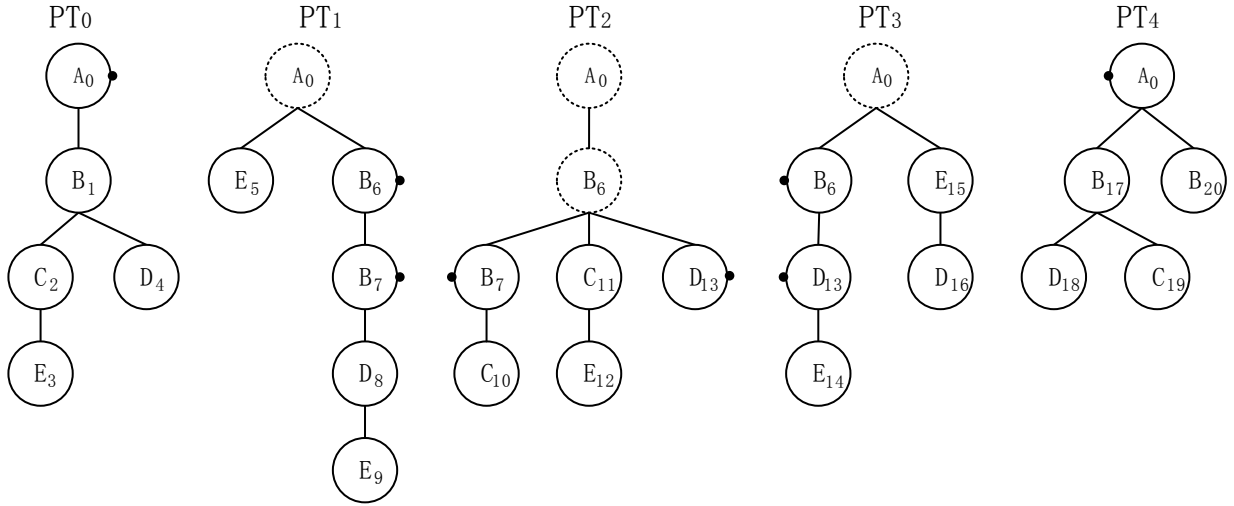 PT0 PT1 PT2 PT3 PT4
A0 A0 A0 A0 A0
B1 E5 B6 B6 B6 E15 B17 B20
C2 D4 B7 B7 C11 D13 D13 D16 D18 C19
E3 D8 C10 E12 E14
E9